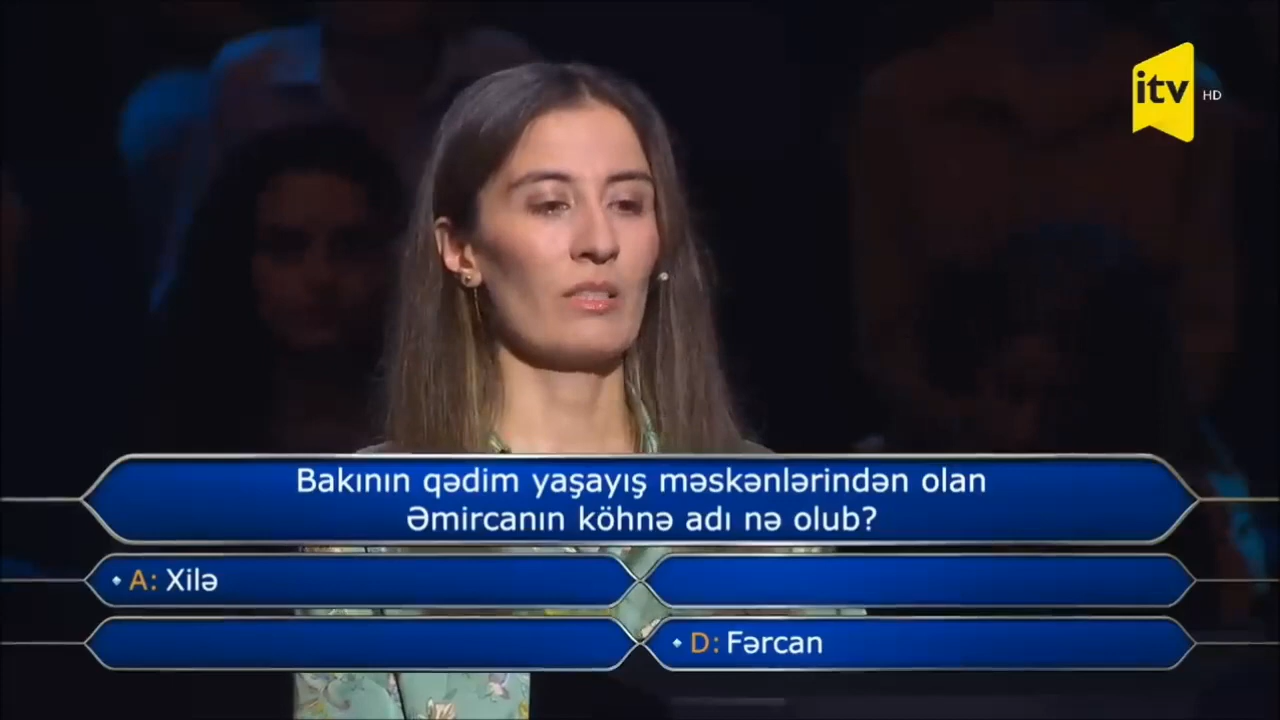 itv HD
Bakının qədim yaşayış məskənlərindən olan
Əmircanın köhnə adı nə olub?
A: Xilə
D: Fərcan